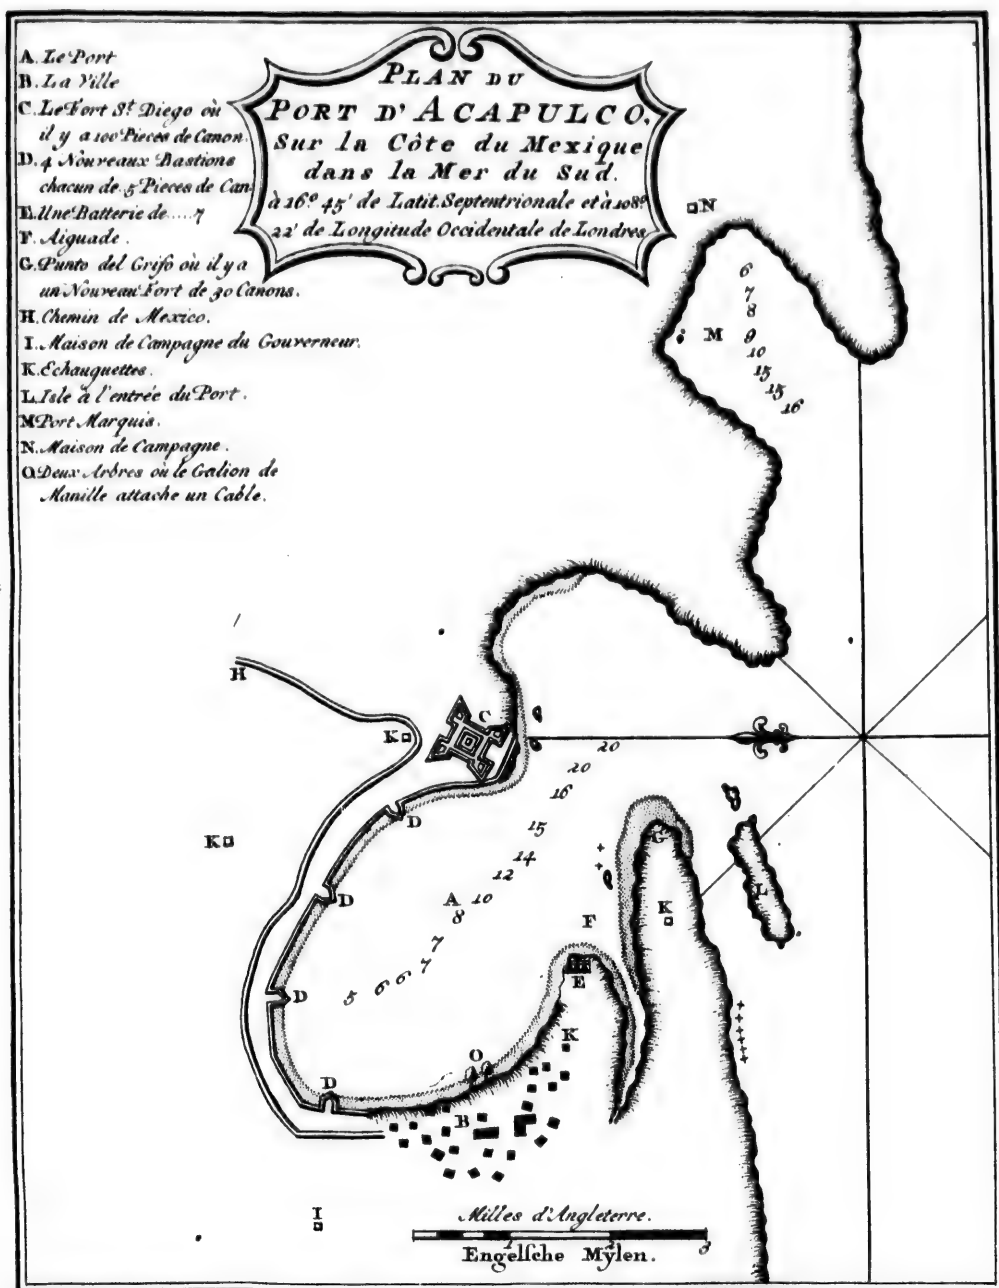 A. Le Port
B. La Ville
C. Le Fort St. Diego où
il y a 100 Pieces de Canon.
D. 4 Nouveaux Bastions
chacun de 5 Pieces de Can.
E. Une Batterie de.....7
F. Aiguade.
G. Punto del Grifo où il y a
un Nouveau Fort de 30 Canons.
H. Chemin de Mexico.
I. Maison de Campagne du Gouverneur.
K. Echauguettes.
L. Isle à l'entrée du Port.
M Port Marquis.
N. Maison de Campagne.
O. Deux Arbres où le Galion de
Manille attache un Cable.
PLAN DU
PORT D'ACAPULCO,
Sur la Côte du Mexique
dans la Mer du Sud.
à 16.° 45' de Latit. Septentrionale et à 108.°
22' de Longitude Occidentale de Londres
N
6
7
8
M 9
10
15
15
16
H
C
K
20
20
16
D
15
G
K
14
12
D
A 10
8
L
K
F
7
7
6
6
5
D
E
K
O
D
B
I
Milles d'Angleterre.
1 2 3
Engelsche Mylen.